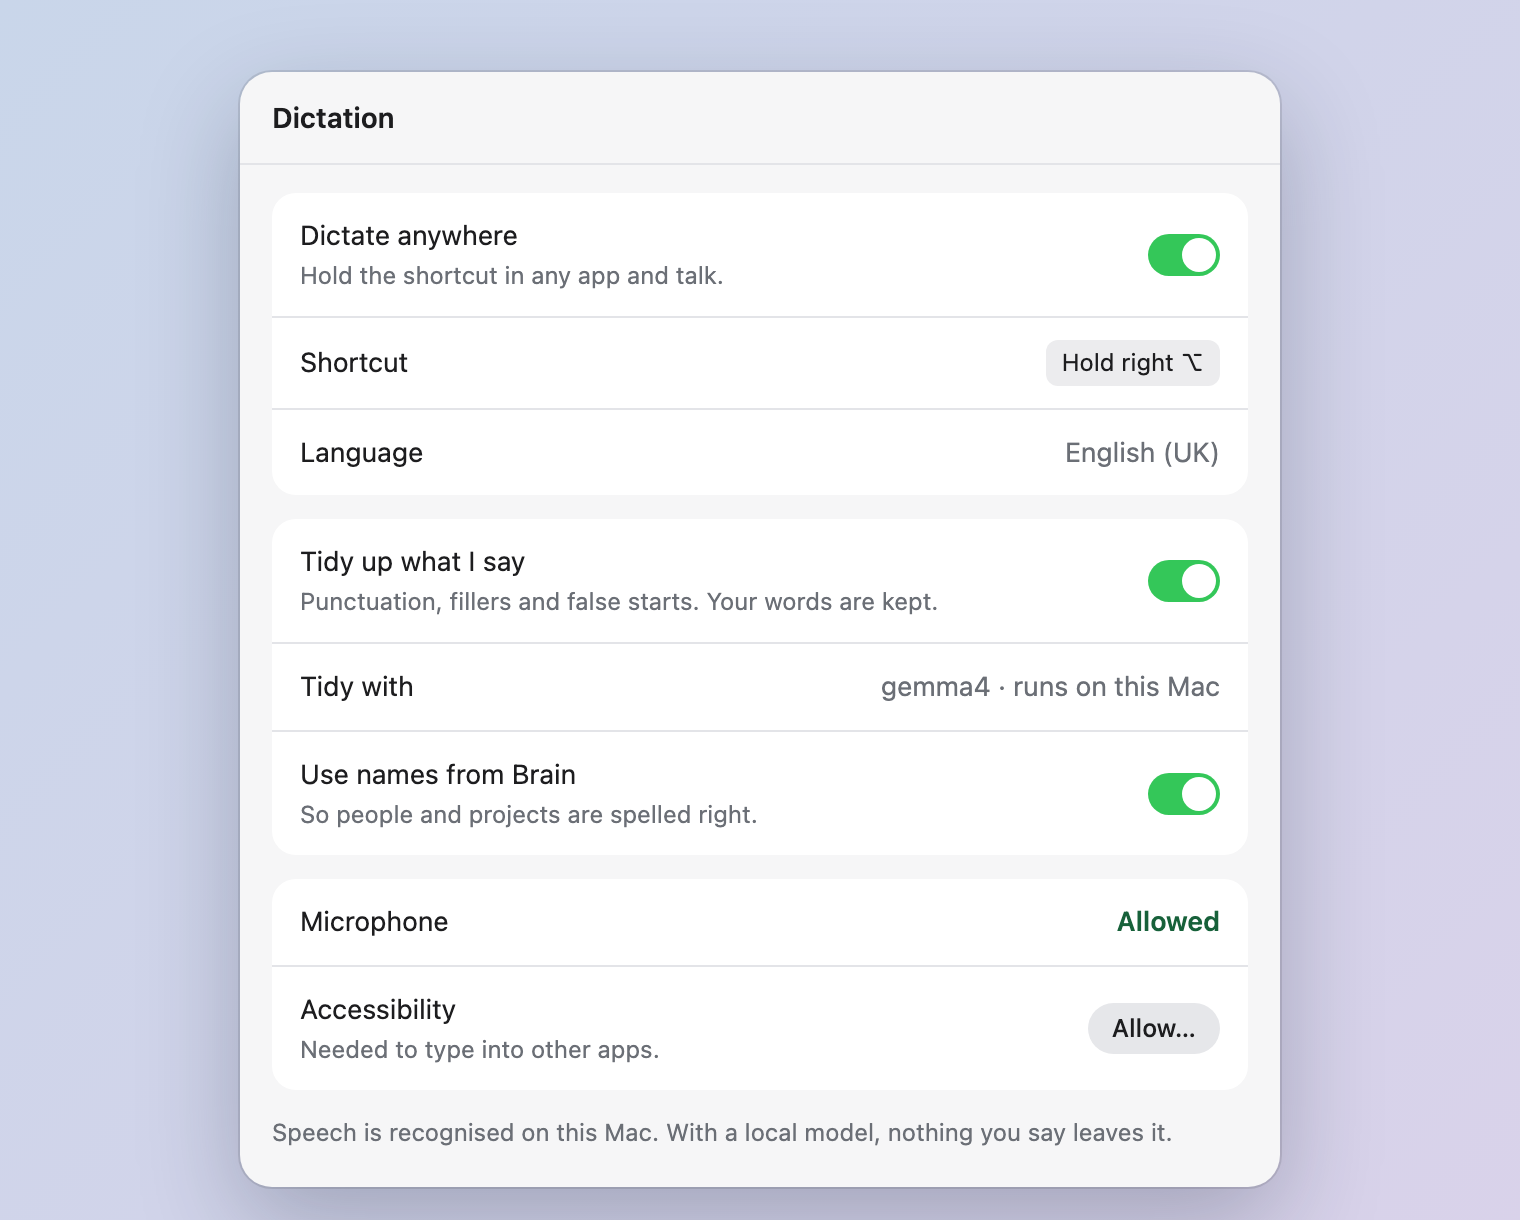 Dictation
Dictate anywhere
Hold the shortcut in any app and talk.
Shortcut
Hold right ⌥
Language
English (UK)
Tidy up what I say
Punctuation, fillers and false starts. Your words are kept.
Tidy with
gemma4 · runs on this Mac
Use names from Brain
So people and projects are spelled right.
Microphone
Allowed
Accessibility
Needed to type into other apps.
Allow...
Speech is recognised on this Mac. With a local model, nothing you say leaves it.